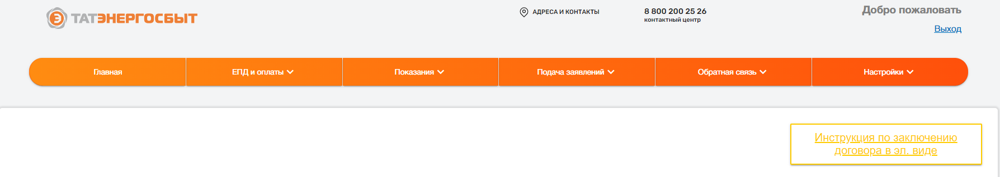 ТАТЭНЕРГОСБЫТ
АДРЕСА И КОНТАКТЫ
8 800 200 25 26
контактный центр
Добро пожаловать
Выход
Главная
ЕПД и оплаты
Показания
Подача заявлений
Обратная связь
Настройки
Инструкция по заключению
договора в эл. виде